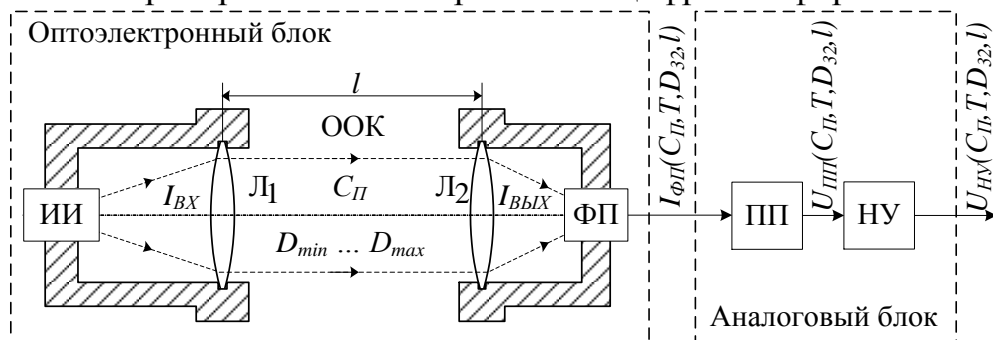 Оптоэлектронный блок
l
ООК
ИИ
I_ВХ
Л1
C_П
Л2
I_ВЫХ
ФП
D_min ... D_max
I_ФП(C_П,T,D_32,l)
ПП
U_ПП(C_П,T,D_32,l)
НУ
U_НУ(C_П,T,D_32,l)
Аналоговый блок